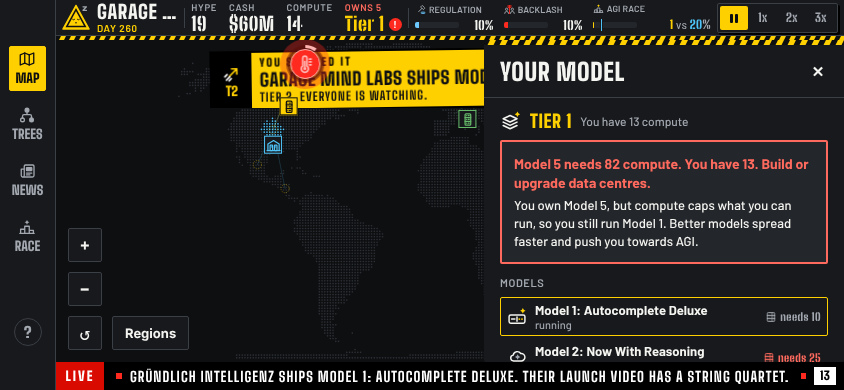 GARAGE ...
DAY 260
HYPE
19
CASH
$60M
COMPUTE
14
OWNS 5
Tier 1 !
REGULATION
10%
BACKLASH
10%
AGI RACE
1 vs 20%
1x
2x
3x
MAP
TREES
NEWS
RACE
?
T2
GARAGE MIND LABS SHIPS
EVERYONE IS WATCHING.
+
−
↺
Regions
YOUR MODEL
×
TIER 1
You have 13 compute
Model 5 needs 82 compute. You have 13. Build or
upgrade data centres.
You own Model 5, but compute caps what you can
run, so you still run Model 1. Better models spread
faster and push you towards AGI.
MODELS
Model 1: Autocomplete Deluxe
needs 10
running
Model 2: Now With Reasoning
needs 25
LIVE
GRÜNDLICH INTELLIGENZ SHIPS MODEL 1: AUTOCOMPLETE DELUXE. THEIR LAUNCH VIDEO HAS A STRING QUARTET.
13